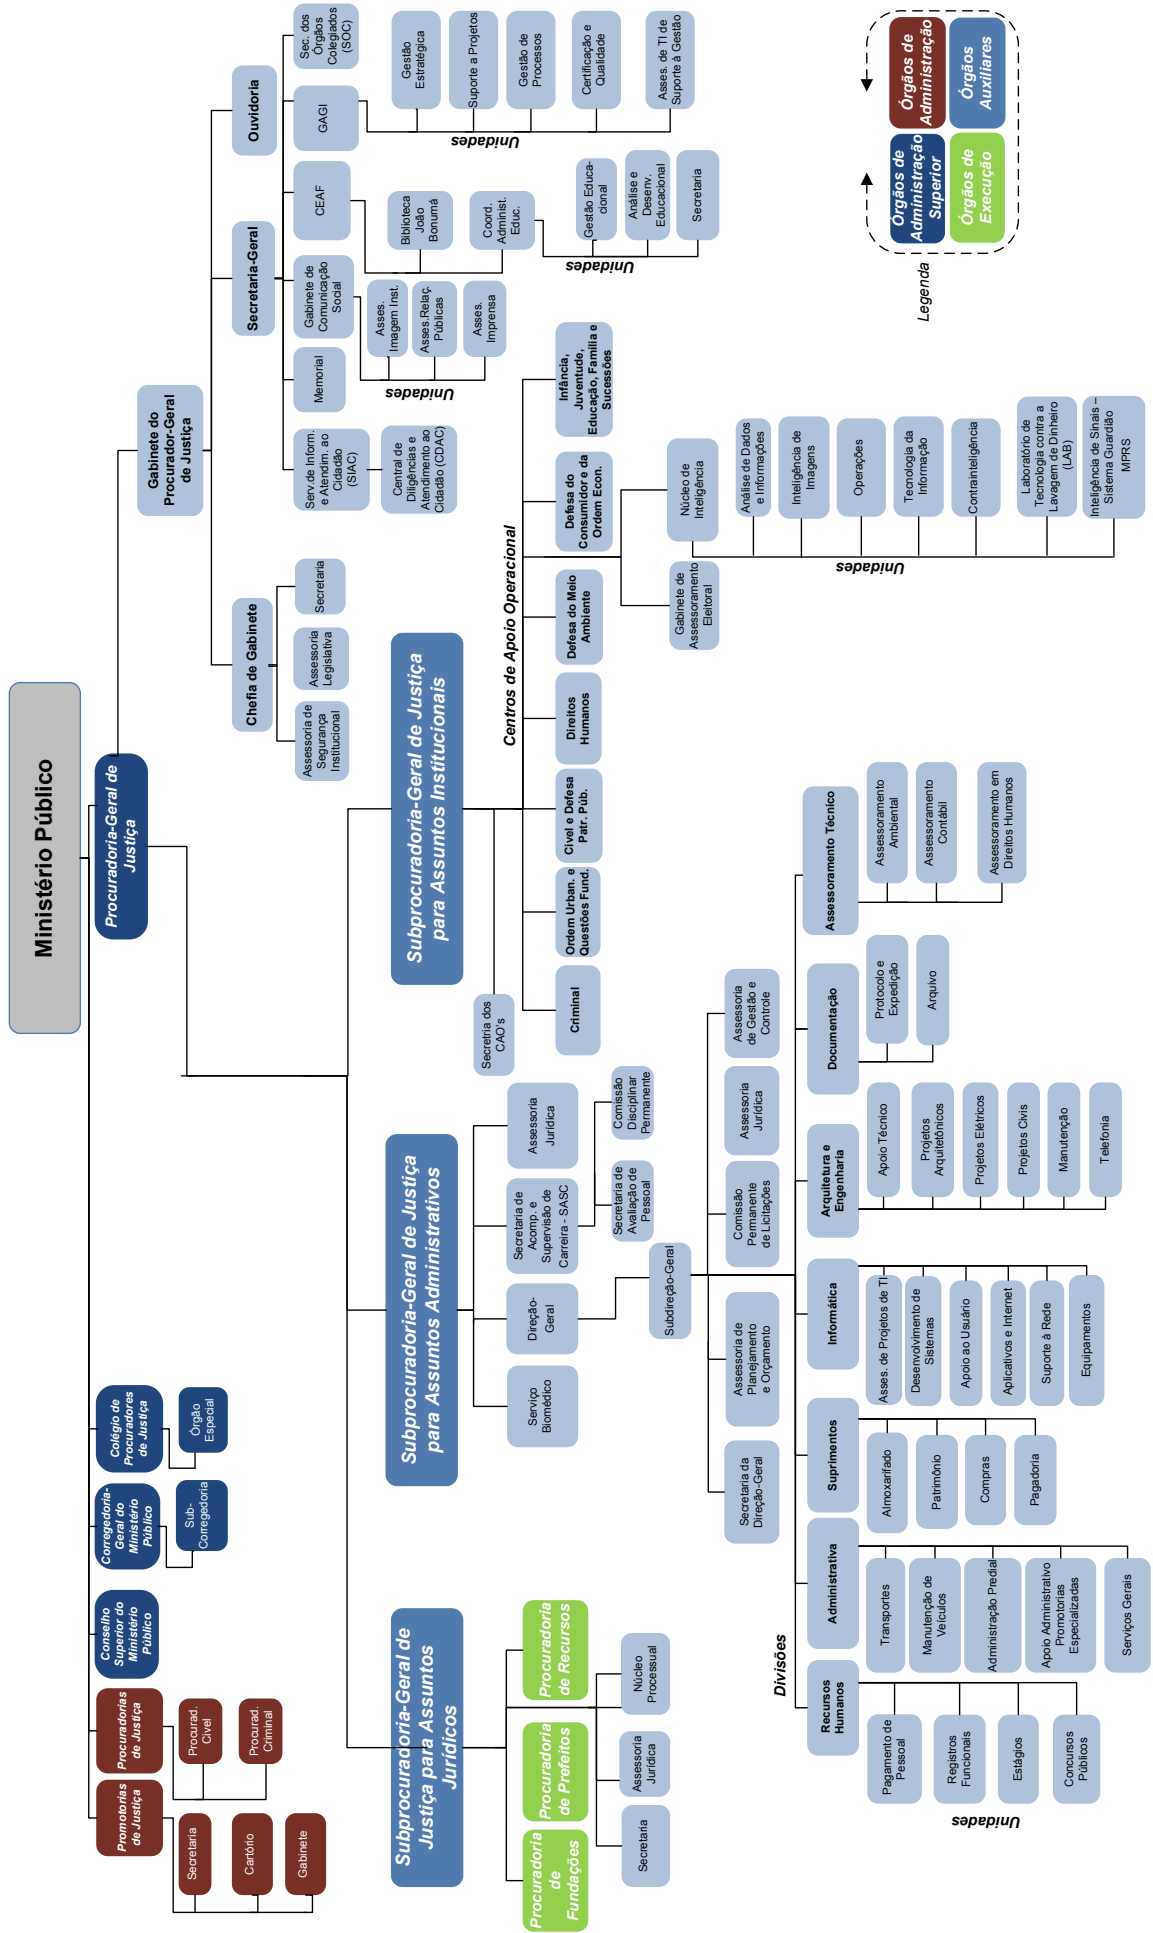 Ministério Público
Promotorias
de Justiça
Secretaria
Cartório
Gabinete
Procuradorias
de Justiça
Procurad.
Civel
Procurad.
Criminal
Conselho
Superior do
Ministério
Público
Corregedoria-
Geral do
Ministério
Público
Sub-
Corregedoria
Colégio de
Procuradores
de Justiça
Órgão
Especial
Procuradoria-Geral de
Justiça
Gabinete do
Procurador-Geral
de Justiça
Chefia de Gabinete
Assessoria de
Segurança
Institucional
Assessoria
Legislativa
Secretaria
Secretaria-Geral
Ouvidoria
Serv.de Inform.
e Atendim. ao
Cidadão
(SIAC)
Central de
Diligências e
Atendimento ao
Cidadão (CDAC)
Memorial
Gabinete de
Comunicação
Social
Asses.
Imagem Inst.
Asses.Relaç.
Públicas
Asses.
Imprensa
Unidades
CEAF
Biblioteca
João
Bonumá
Coord.
Administ.
Educ.
Gestão Educa-
cional
Análise e
Desenv.
Educacional
Secretaria
Unidades
GAGI
Gestão
Estratégica
Suporte a Projetos
Gestão de
Processos
Certificação e
Qualidade
Asses. de TI de
Suporte à Gestão
Unidades
Sec. dos
Órgãos
Colegiados
(SOC)
Subprocuradoria-Geral de
Justiça para Assuntos
Jurídicos
Procuradoria
de
Fundações
Procuradoria
de Prefeitos
Procuradoria
de Recursos
Secretaria
Assessoria
Jurídica
Núcleo
Processual
Subprocuradoria-Geral de Justiça
para Assuntos Administrativos
Serviço
Biomédico
Direção-
Geral
Secretaria de
Acomp. e
Supervisão de
Carreira - SASC
Assessoria
Jurídica
Secretaria de
Avaliação de
Pessoal
Comissão
Disciplinar
Permanente
Subdireção-Geral
Secretaria da
Direção-Geral
Assessoria de
Planejamento
e Orçamento
Comissão
Permanente
de Licitações
Assessoria
Jurídica
Assessoria
de Gestão e
Controle
Divisões
Recursos
Humanos
Pagamento de
Pessoal
Registros
Funcionais
Estágios
Concursos
Públicos
Unidades
Administrativa
Transportes
Manutenção de
Veículos
Administração Predial
Apoio Administrativo
Promotorias
Especializadas
Serviços Gerais
Suprimentos
Almoxarifado
Patrimônio
Compras
Pagadoria
Informática
Asses. de Projetos de TI
Desenvolvimento de
Sistemas
Apoio ao Usuário
Aplicativos e Internet
Suporte à Rede
Equipamentos
Arquitetura e
Engenharia
Apoio Técnico
Projetos
Arquitetônicos
Projetos Elétricos
Projetos Civis
Manutenção
Telefonia
Documentação
Protocolo e
Expedição
Arquivo
Assessoramento Técnico
Assessoramento
Ambiental
Assessoramento
Contábil
Assessoramento em
Direitos Humanos
Subprocuradoria-Geral de Justiça
para Assuntos Institucionais
Secretria dos
CAO's
Centros de Apoio Operacional
Criminal
Ordem Urban. e
Questões Fund.
Civel e Defesa
Patr. Púb.
Direitos
Humanos
Defesa do Meio
Ambiente
Defesa do
Consumidor e da
Ordem Econ.
Infância,
Juventude,
Educação, Família e
Sucessões
Gabinete de
Assessoramento
Eleitoral
Núcleo de
Inteligência
Análise de Dados
e Informações
Inteligência de
Imagens
Operações
Tecnologia da
Informação
Contrainteligência
Laboratório de
Tecnologia contra a
Lavagem de Dinheiro
(LAB)
Inteligência de Sinais –
Sistema Guardião
MPRS
Unidades
Legenda
Órgãos de
Administração
Superior
Órgãos de
Administração
Órgãos de
Execução
Órgãos
Auxiliares